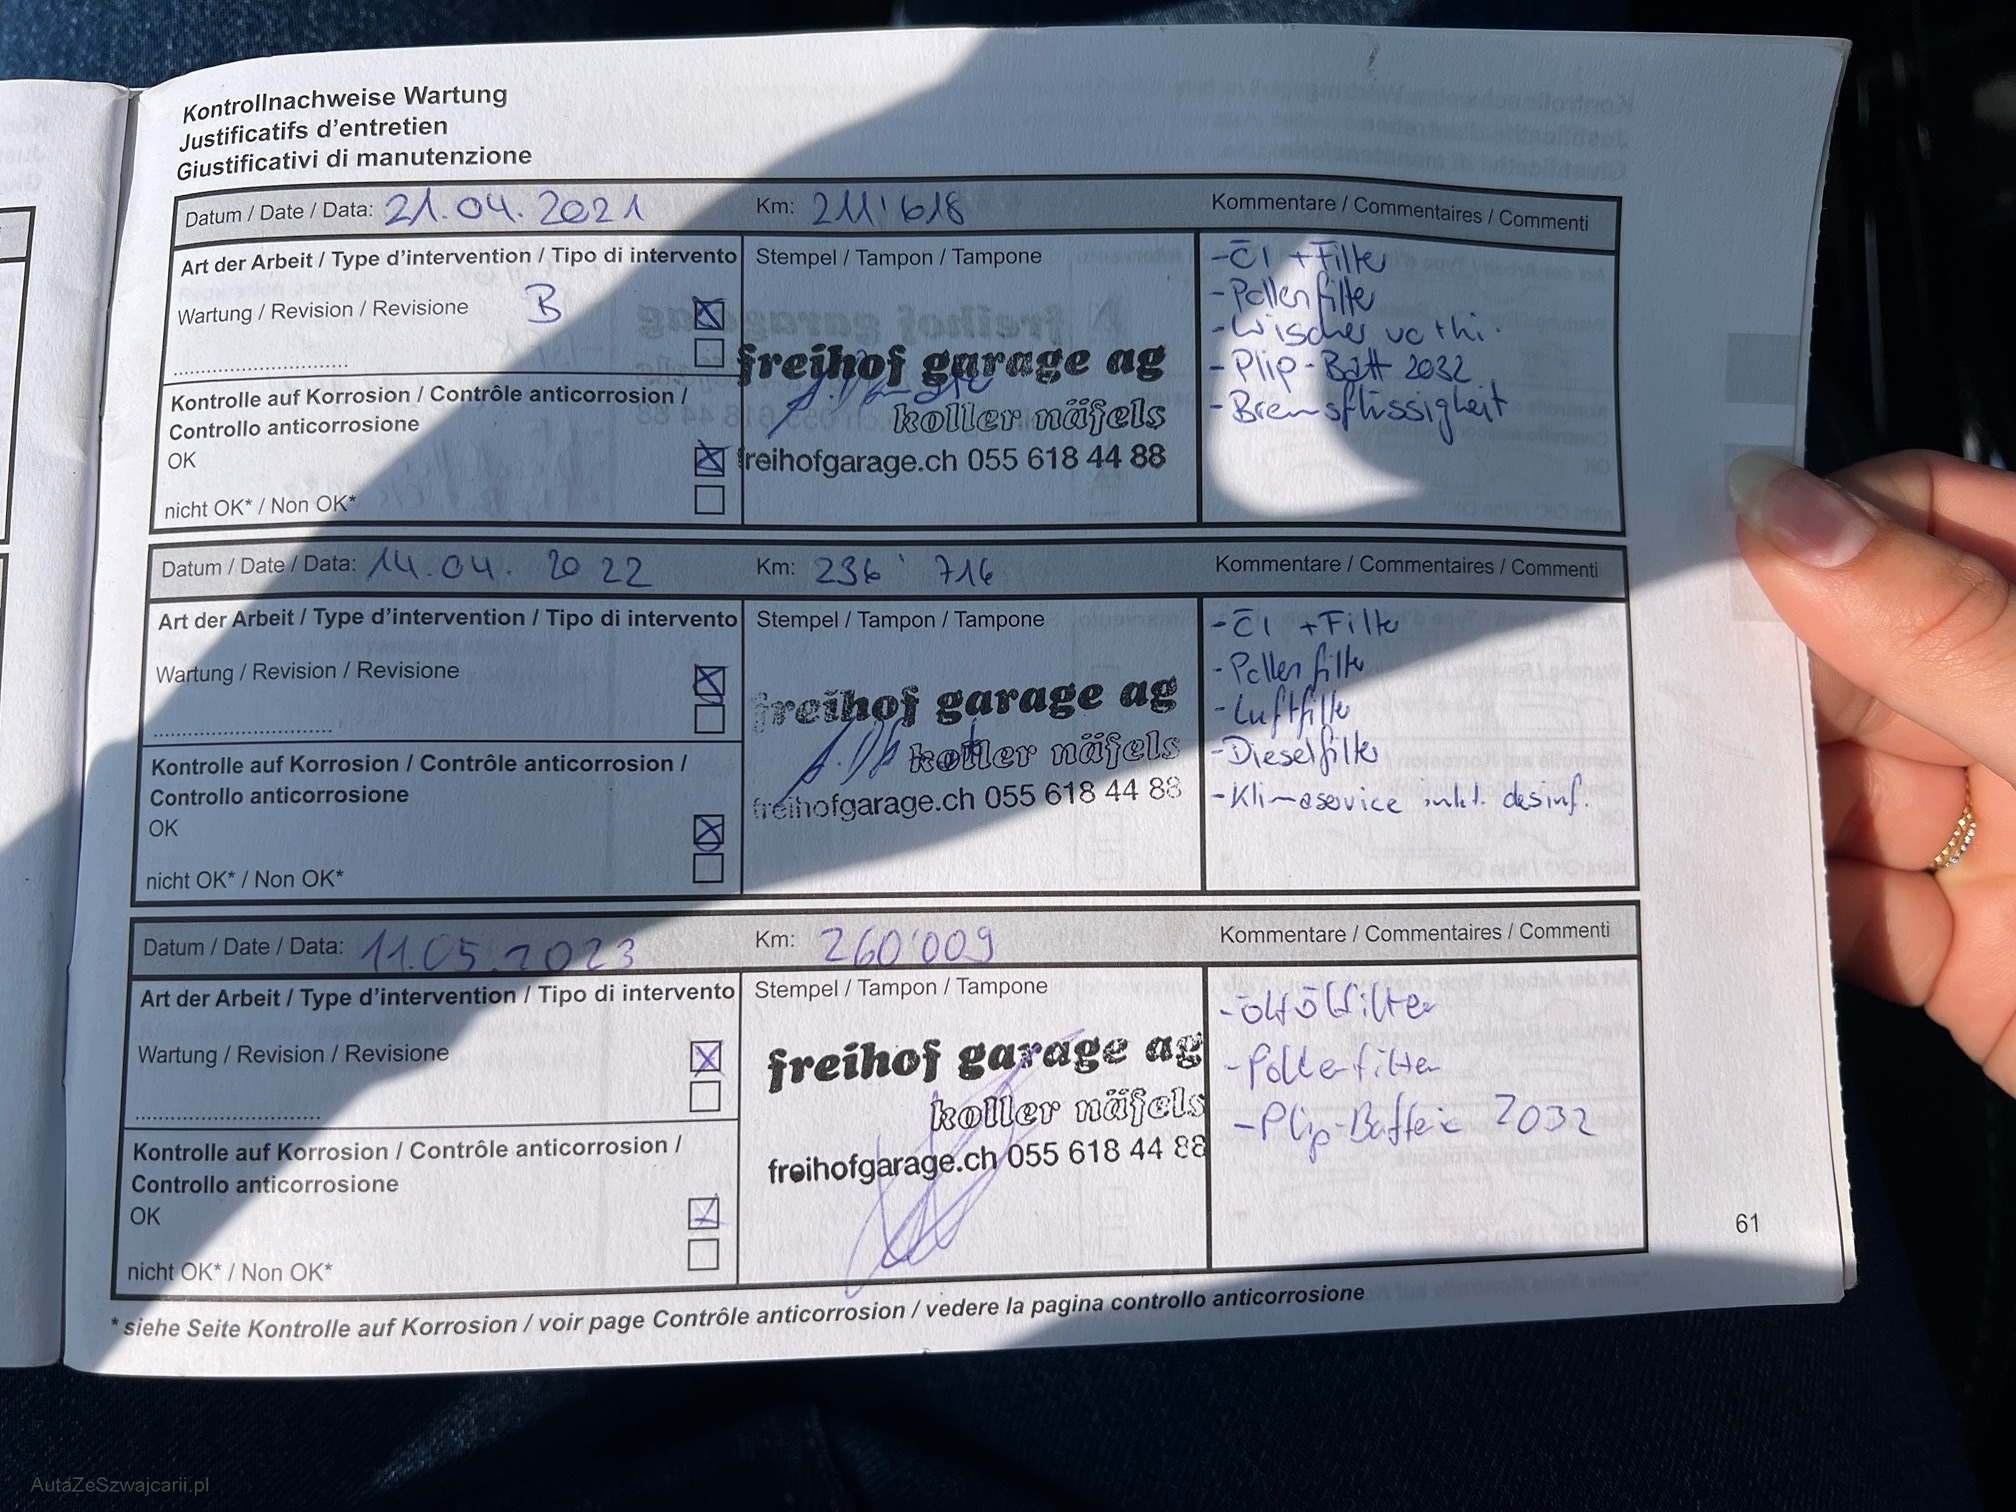 Kontrollnachweise Wartung
Justificatifs d'entretien
Giustificativi di manutenzione
Datum / Date / Data: 21.04.2021 Km: 211'618 Kommentare / Commentaires / Commenti
Art der Arbeit / Type d'intervention / Tipo di intervento
Wartung / Revision / Revisione B
Kontrolle auf Korrosion / Contrôle anticorrosion /
Controllo anticorrosione
OK
nicht OK* / Non OK*
Stempel / Tampon / Tampone
freihof garage ag
koller näfels
freihofgarage.ch 055 618 44 88
- Öl + Filter
- Pollenfilter
- Wischer vo + hi.
- Plip-Batt 2032
- Bremsflüssigkeit
Datum / Date / Data: 14.04.2022 Km: 236'716 Kommentare / Commentaires / Commenti
Art der Arbeit / Type d'intervention / Tipo di intervento
Wartung / Revision / Revisione
Kontrolle auf Korrosion / Contrôle anticorrosion /
Controllo anticorrosione
OK
nicht OK* / Non OK*
Stempel / Tampon / Tampone
freihof garage ag
koller näfels
freihofgarage.ch 055 618 44 88
- Öl + Filter
- Pollenfilter
- Luftfilter
- Dieselfilter
- Klimaservice inkl. desinf.
Datum / Date / Data: 11.05.2023 Km: 260'009 Kommentare / Commentaires / Commenti
Art der Arbeit / Type d'intervention / Tipo di intervento
Wartung / Revision / Revisione
Kontrolle auf Korrosion / Contrôle anticorrosion /
Controllo anticorrosione
OK
nicht OK* / Non OK*
Stempel / Tampon / Tampone
freihof garage ag
koller näfels
freihofgarage.ch 055 618 44 88
- Öl+Ölfilter
- Pollenfilter
- Plip-Batterie 2032
61
* siehe Seite Kontrolle auf Korrosion / voir page Contrôle anticorrosion / vedere la pagina controllo anticorrosione
AutaZeSzwajcarii.pl